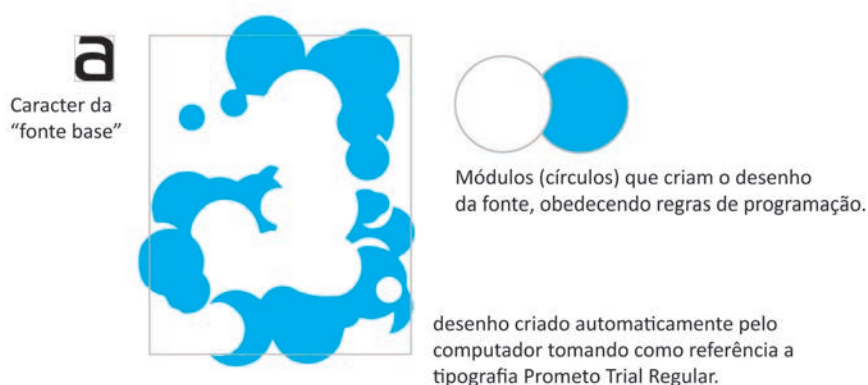 a
Caracter da
“fonte base”
Módulos (círculos) que criam o desenho
da fonte, obedecendo regras de programação.
desenho criado automaticamente pelo
computador tomando como referência a
tipografia Prometo Trial Regular.